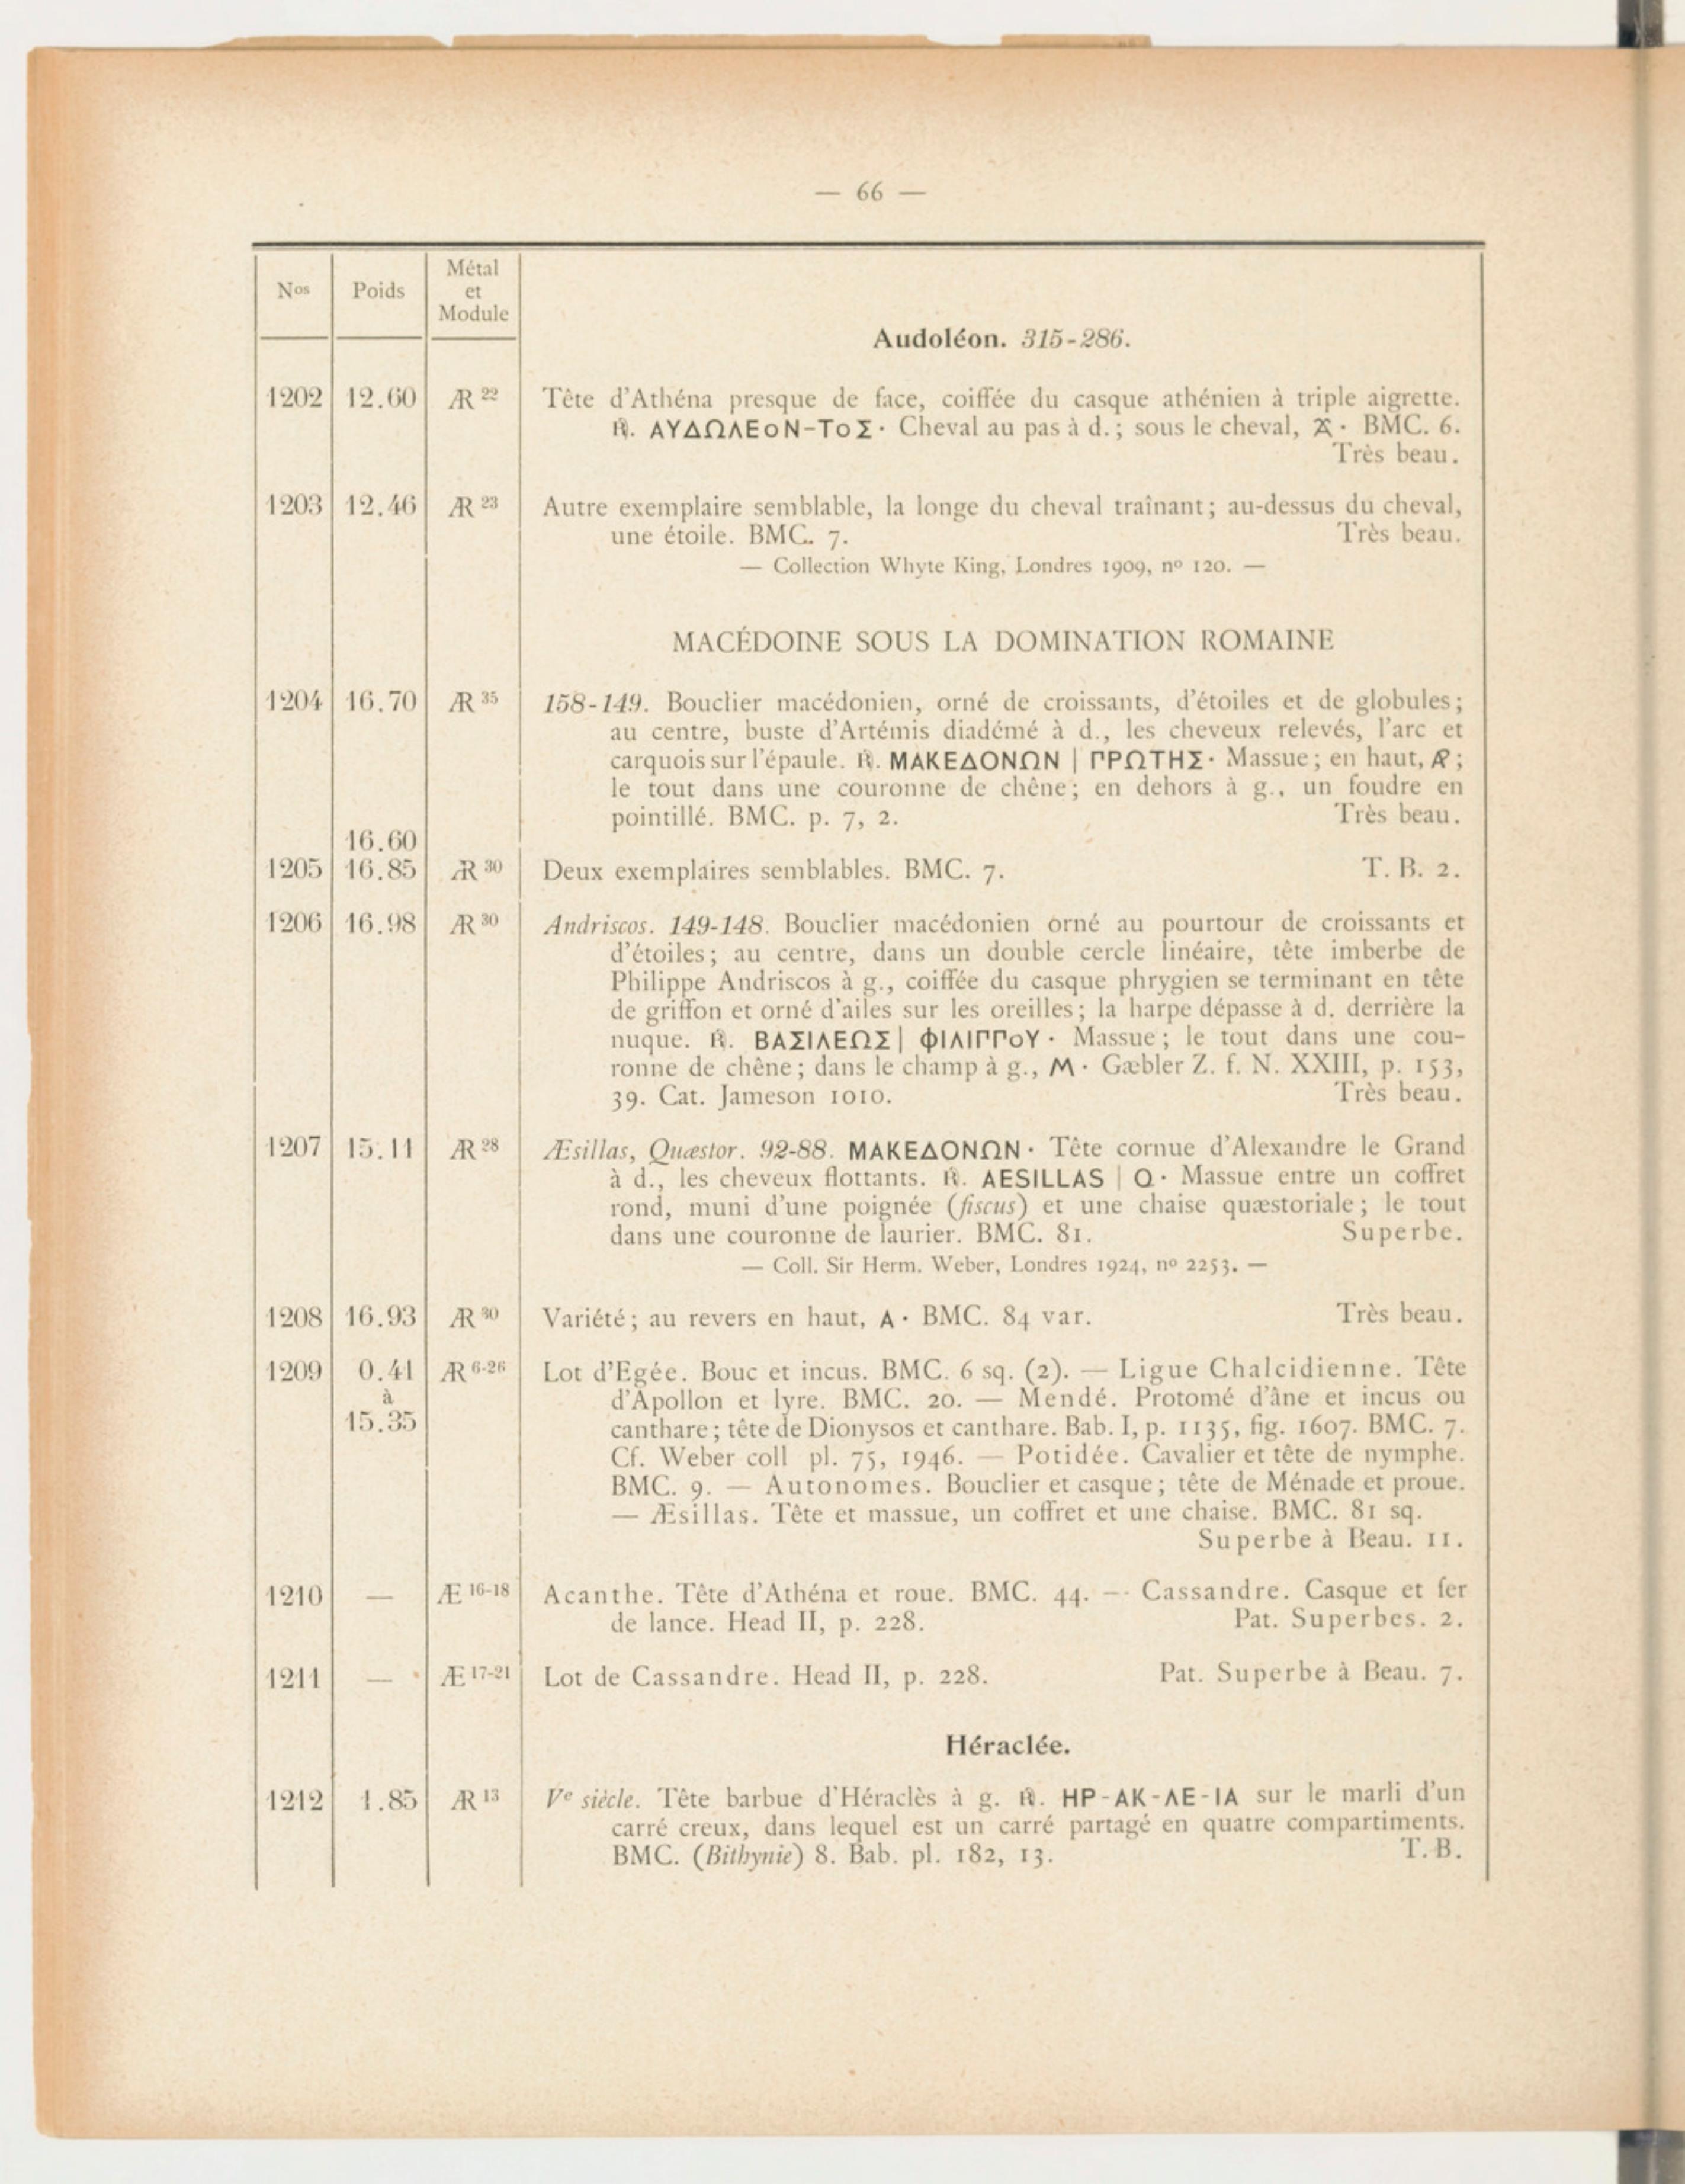 — 66 —
Nos Poids Métal et Module
Audoléon. 315-286.
1202 12.60 AR 22 Tête d'Athéna presque de face, coiffée du casque athénien à triple aigrette.
℞. ΑΥΔΩΛΕοΝ-ΤοΣ· Cheval au pas à d.; sous le cheval, · BMC. 6.
Très beau.
1203 12.46 AR 23 Autre exemplaire semblable, la longe du cheval traînant; au-dessus du cheval,
une étoile. BMC. 7. Très beau.
— Collection Whyte King, Londres 1909, nº 120. —
MACÉDOINE SOUS LA DOMINATION ROMAINE
1204 16.70 AR 35 158-149. Bouclier macédonien, orné de croissants, d'étoiles et de globules;
au centre, buste d'Artémis diadémé à d., les cheveux relevés, l'arc et
carquois sur l'épaule. ℞. ΜΑΚΕΔΟΝΩΝ | ΓΡΩΤΗΣ· Massue; en haut, ;
le tout dans une couronne de chêne; en dehors à g., un foudre en
pointillé. BMC. p. 7, 2. Très beau.
16.60
1205 16.85 AR 30 Deux exemplaires semblables. BMC. 7. T. B. 2.
1206 16.98 AR 30 Andriscos. 149-148. Bouclier macédonien orné au pourtour de croissants et
d'étoiles; au centre, dans un double cercle linéaire, tête imberbe de
Philippe Andriscos à g., coiffée du casque phrygien se terminant en tête
de griffon et orné d'ailes sur les oreilles; la harpe dépasse à d. derrière la
nuque. ℞. ΒΑΣΙΛΕΩΣ | ΦΙΛΙΓΓοΥ· Massue; le tout dans une cou-
ronne de chêne; dans le champ à g., Μ· Gæbler Z. f. N. XXIII, p. 153,
39. Cat. Jameson 1010. Très beau.
1207 15.11 AR 28 Æsillas, Quæstor. 92-88. ΜΑΚΕΔΟΝΩΝ· Tête cornue d'Alexandre le Grand
à d., les cheveux flottants. ℞. AESILLAS | Q· Massue entre un coffret
rond, muni d'une poignée (fiscus) et une chaise quæstoriale; le tout
dans une couronne de laurier. BMC. 81. Superbe.
— Coll. Sir Herm. Weber, Londres 1924, nº 2253. —
1208 16.93 AR 30 Variété; au revers en haut, A· BMC. 84 var. Très beau.
1209 0.41 AR 6-26 Lot d'Egée. Bouc et incus. BMC. 6 sq. (2). — Ligue Chalcidienne. Tête
à d'Apollon et lyre. BMC. 20. — Mendé. Protomé d'âne et incus ou
15.35 canthare; tête de Dionysos et canthare. Bab. I, p. 1135, fig. 1607. BMC. 7.
Cf. Weber coll pl. 75, 1946. — Potidée. Cavalier et tête de nymphe.
BMC. 9. — Autonomes. Bouclier et casque; tête de Ménade et proue.
— Æsillas. Tête et massue, un coffret et une chaise. BMC. 81 sq.
Superbe à Beau. 11.
1210 — Æ 16-18 Acanthe. Tête d'Athéna et roue. BMC. 44. — Cassandre. Casque et fer
de lance. Head II, p. 228. Pat. Superbes. 2.
1211 — Æ 17-21 Lot de Cassandre. Head II, p. 228. Pat. Superbe à Beau. 7.
Héraclée.
1212 1.85 AR 13 Ve siècle. Tête barbue d'Héraclès à g. ℞. ΗΡ-ΑΚ-ΛΕ-ΙΑ sur le marli d'un
carré creux, dans lequel est un carré partagé en quatre compartiments.
BMC. (Bithynie) 8. Bab. pl. 182, 13. T. B.